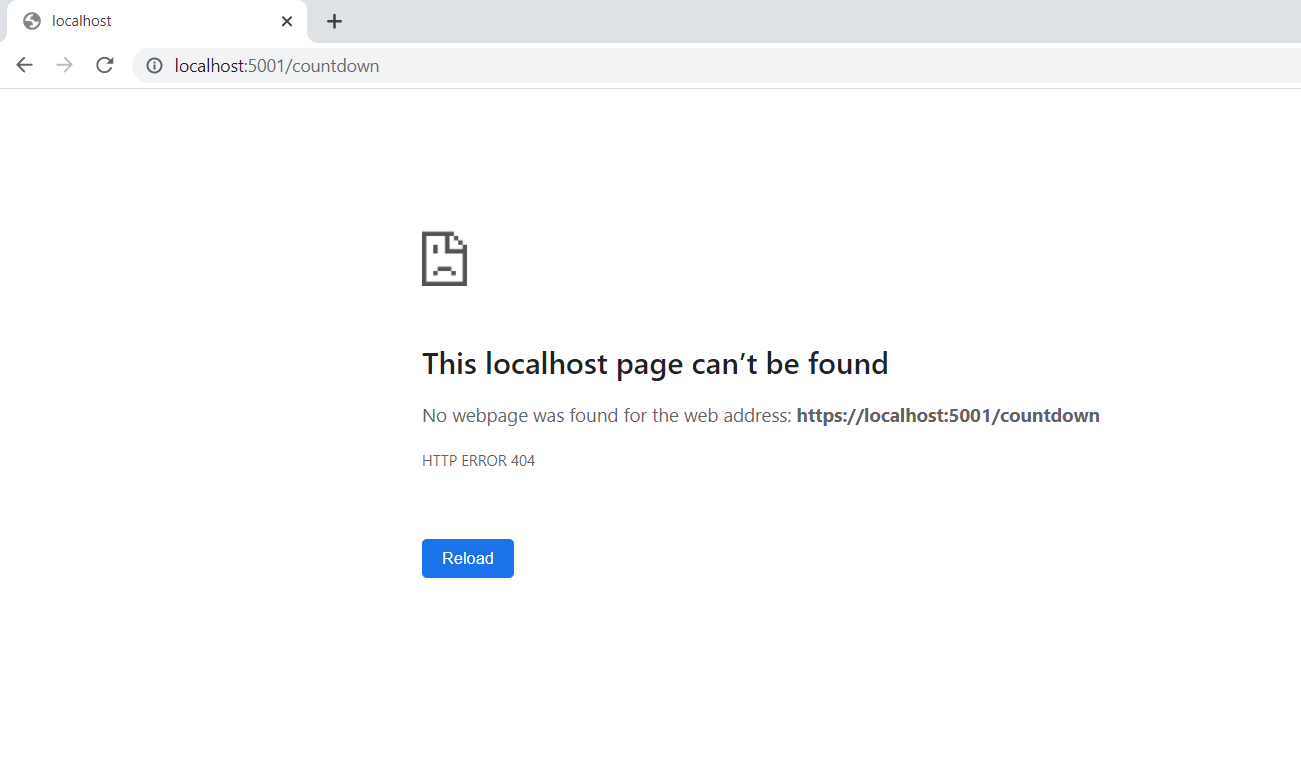 localhost
localhost:5001/countdown
This localhost page can’t be found
No webpage was found for the web address: https://localhost:5001/countdown
HTTP ERROR 404
Reload